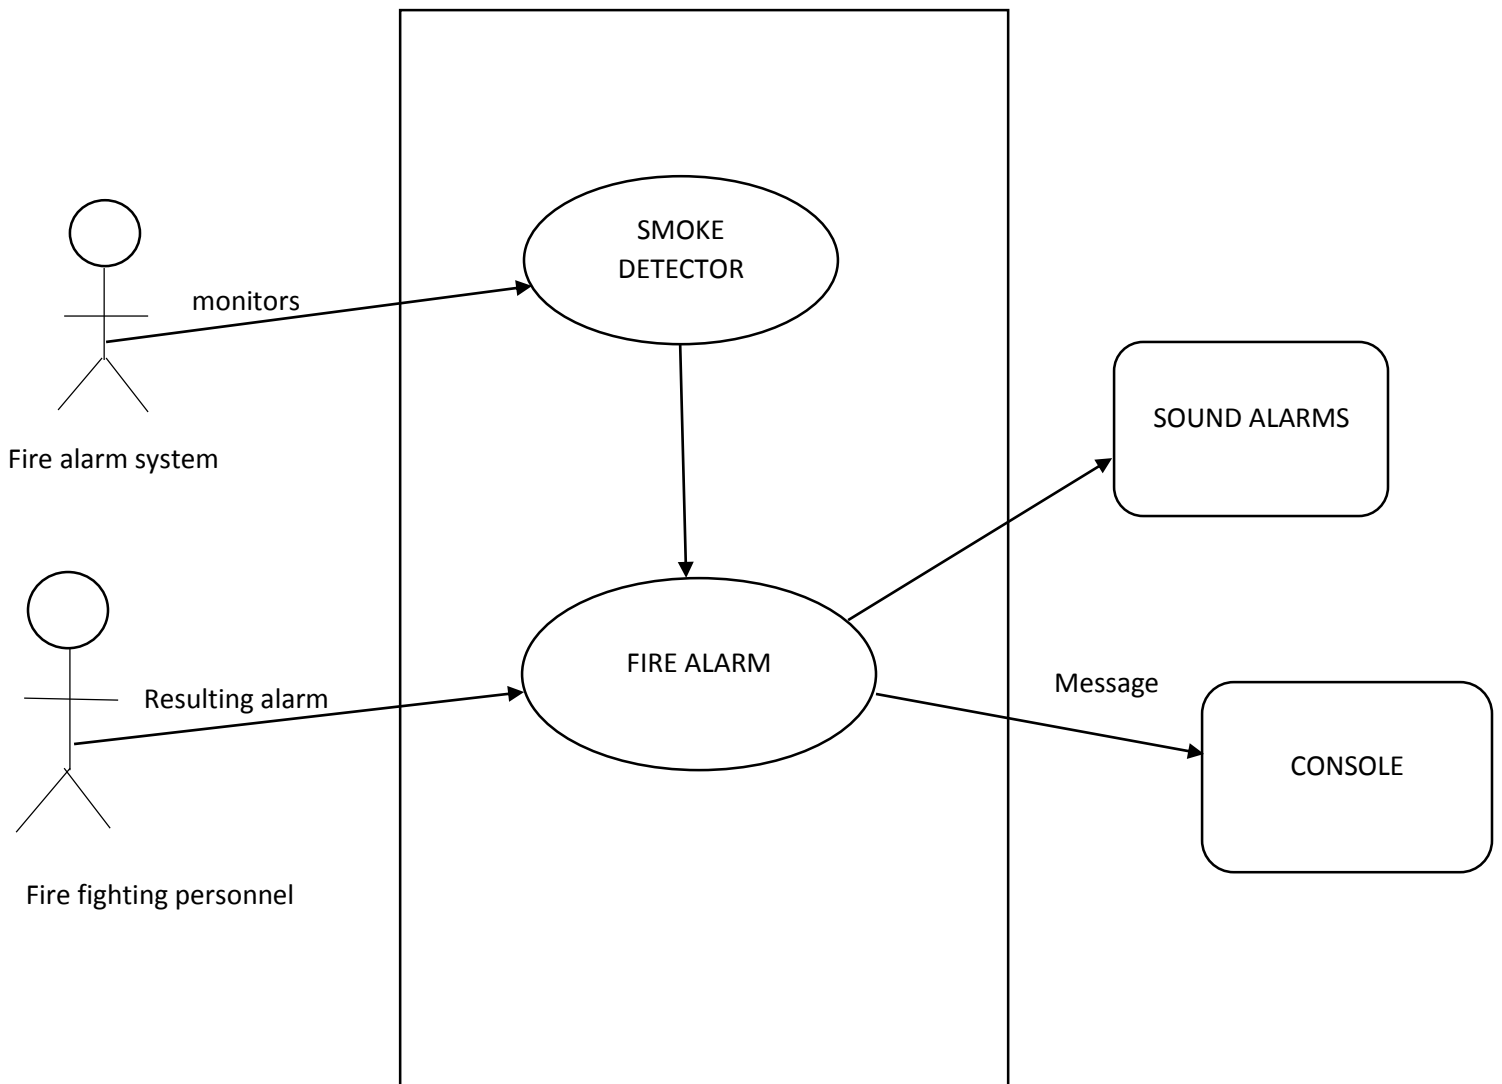 SMOKE
DETECTOR
monitors
SOUND ALARMS
Fire alarm system
FIRE ALARM
Message
Resulting alarm
CONSOLE
Fire fighting personnel